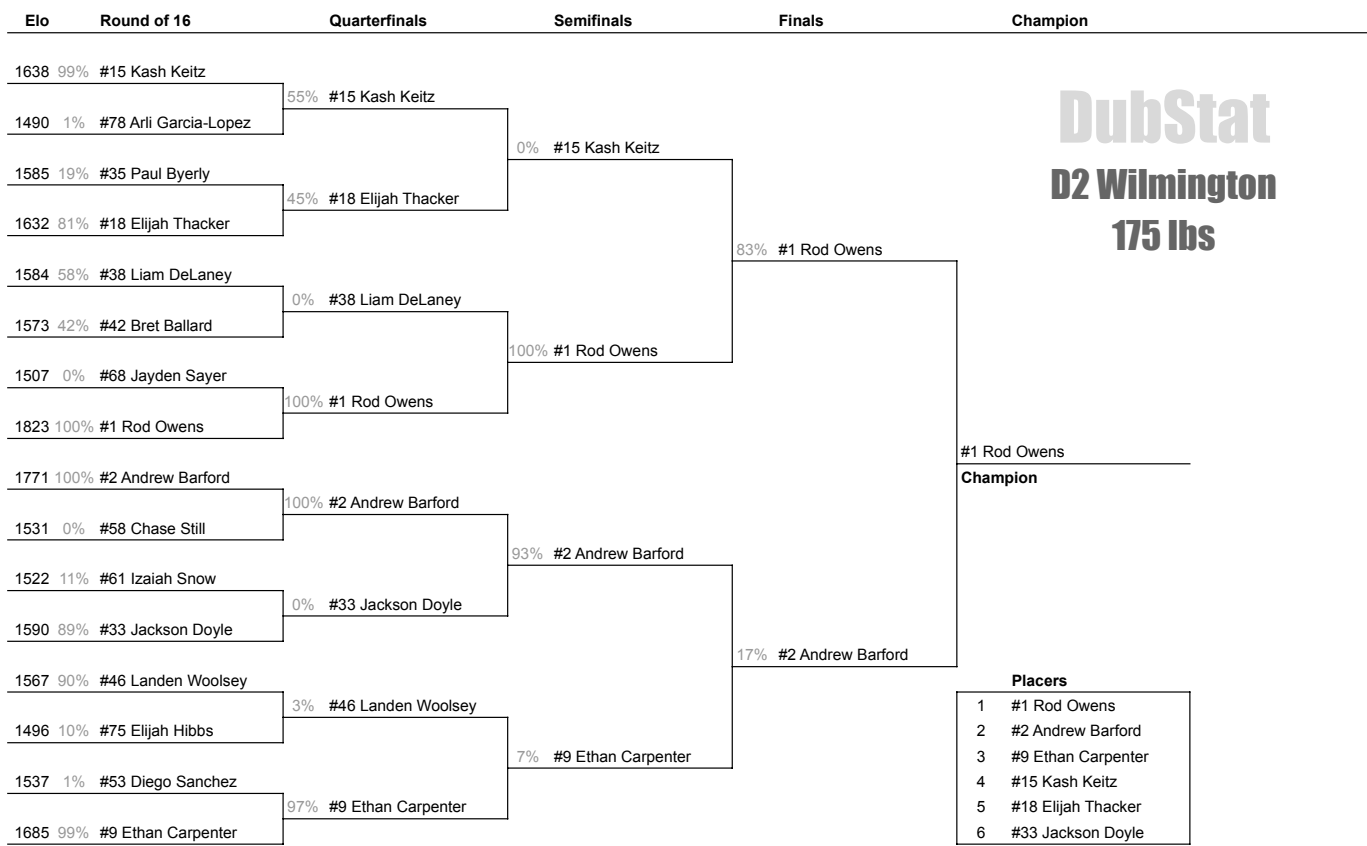 Elo Round of 16 Quarterfinals Semifinals Finals Champion
1638 99% #15 Kash Keitz
55% #15 Kash Keitz
1490 1% #78 Arli Garcia-Lopez
0% #15 Kash Keitz
1585 19% #35 Paul Byerly
45% #18 Elijah Thacker
1632 81% #18 Elijah Thacker
83% #1 Rod Owens
1584 58% #38 Liam DeLaney
0% #38 Liam DeLaney
1573 42% #42 Bret Ballard
100% #1 Rod Owens
1507 0% #68 Jayden Sayer
100% #1 Rod Owens
1823 100% #1 Rod Owens
#1 Rod Owens
Champion
1771 100% #2 Andrew Barford
100% #2 Andrew Barford
1531 0% #58 Chase Still
93% #2 Andrew Barford
1522 11% #61 Izaiah Snow
0% #33 Jackson Doyle
1590 89% #33 Jackson Doyle
17% #2 Andrew Barford
1567 90% #46 Landen Woolsey
3% #46 Landen Woolsey
1496 10% #75 Elijah Hibbs
7% #9 Ethan Carpenter
1537 1% #53 Diego Sanchez
97% #9 Ethan Carpenter
1685 99% #9 Ethan Carpenter
DubStat
D2 Wilmington
175 lbs
Placers
1 #1 Rod Owens
2 #2 Andrew Barford
3 #9 Ethan Carpenter
4 #15 Kash Keitz
5 #18 Elijah Thacker
6 #33 Jackson Doyle